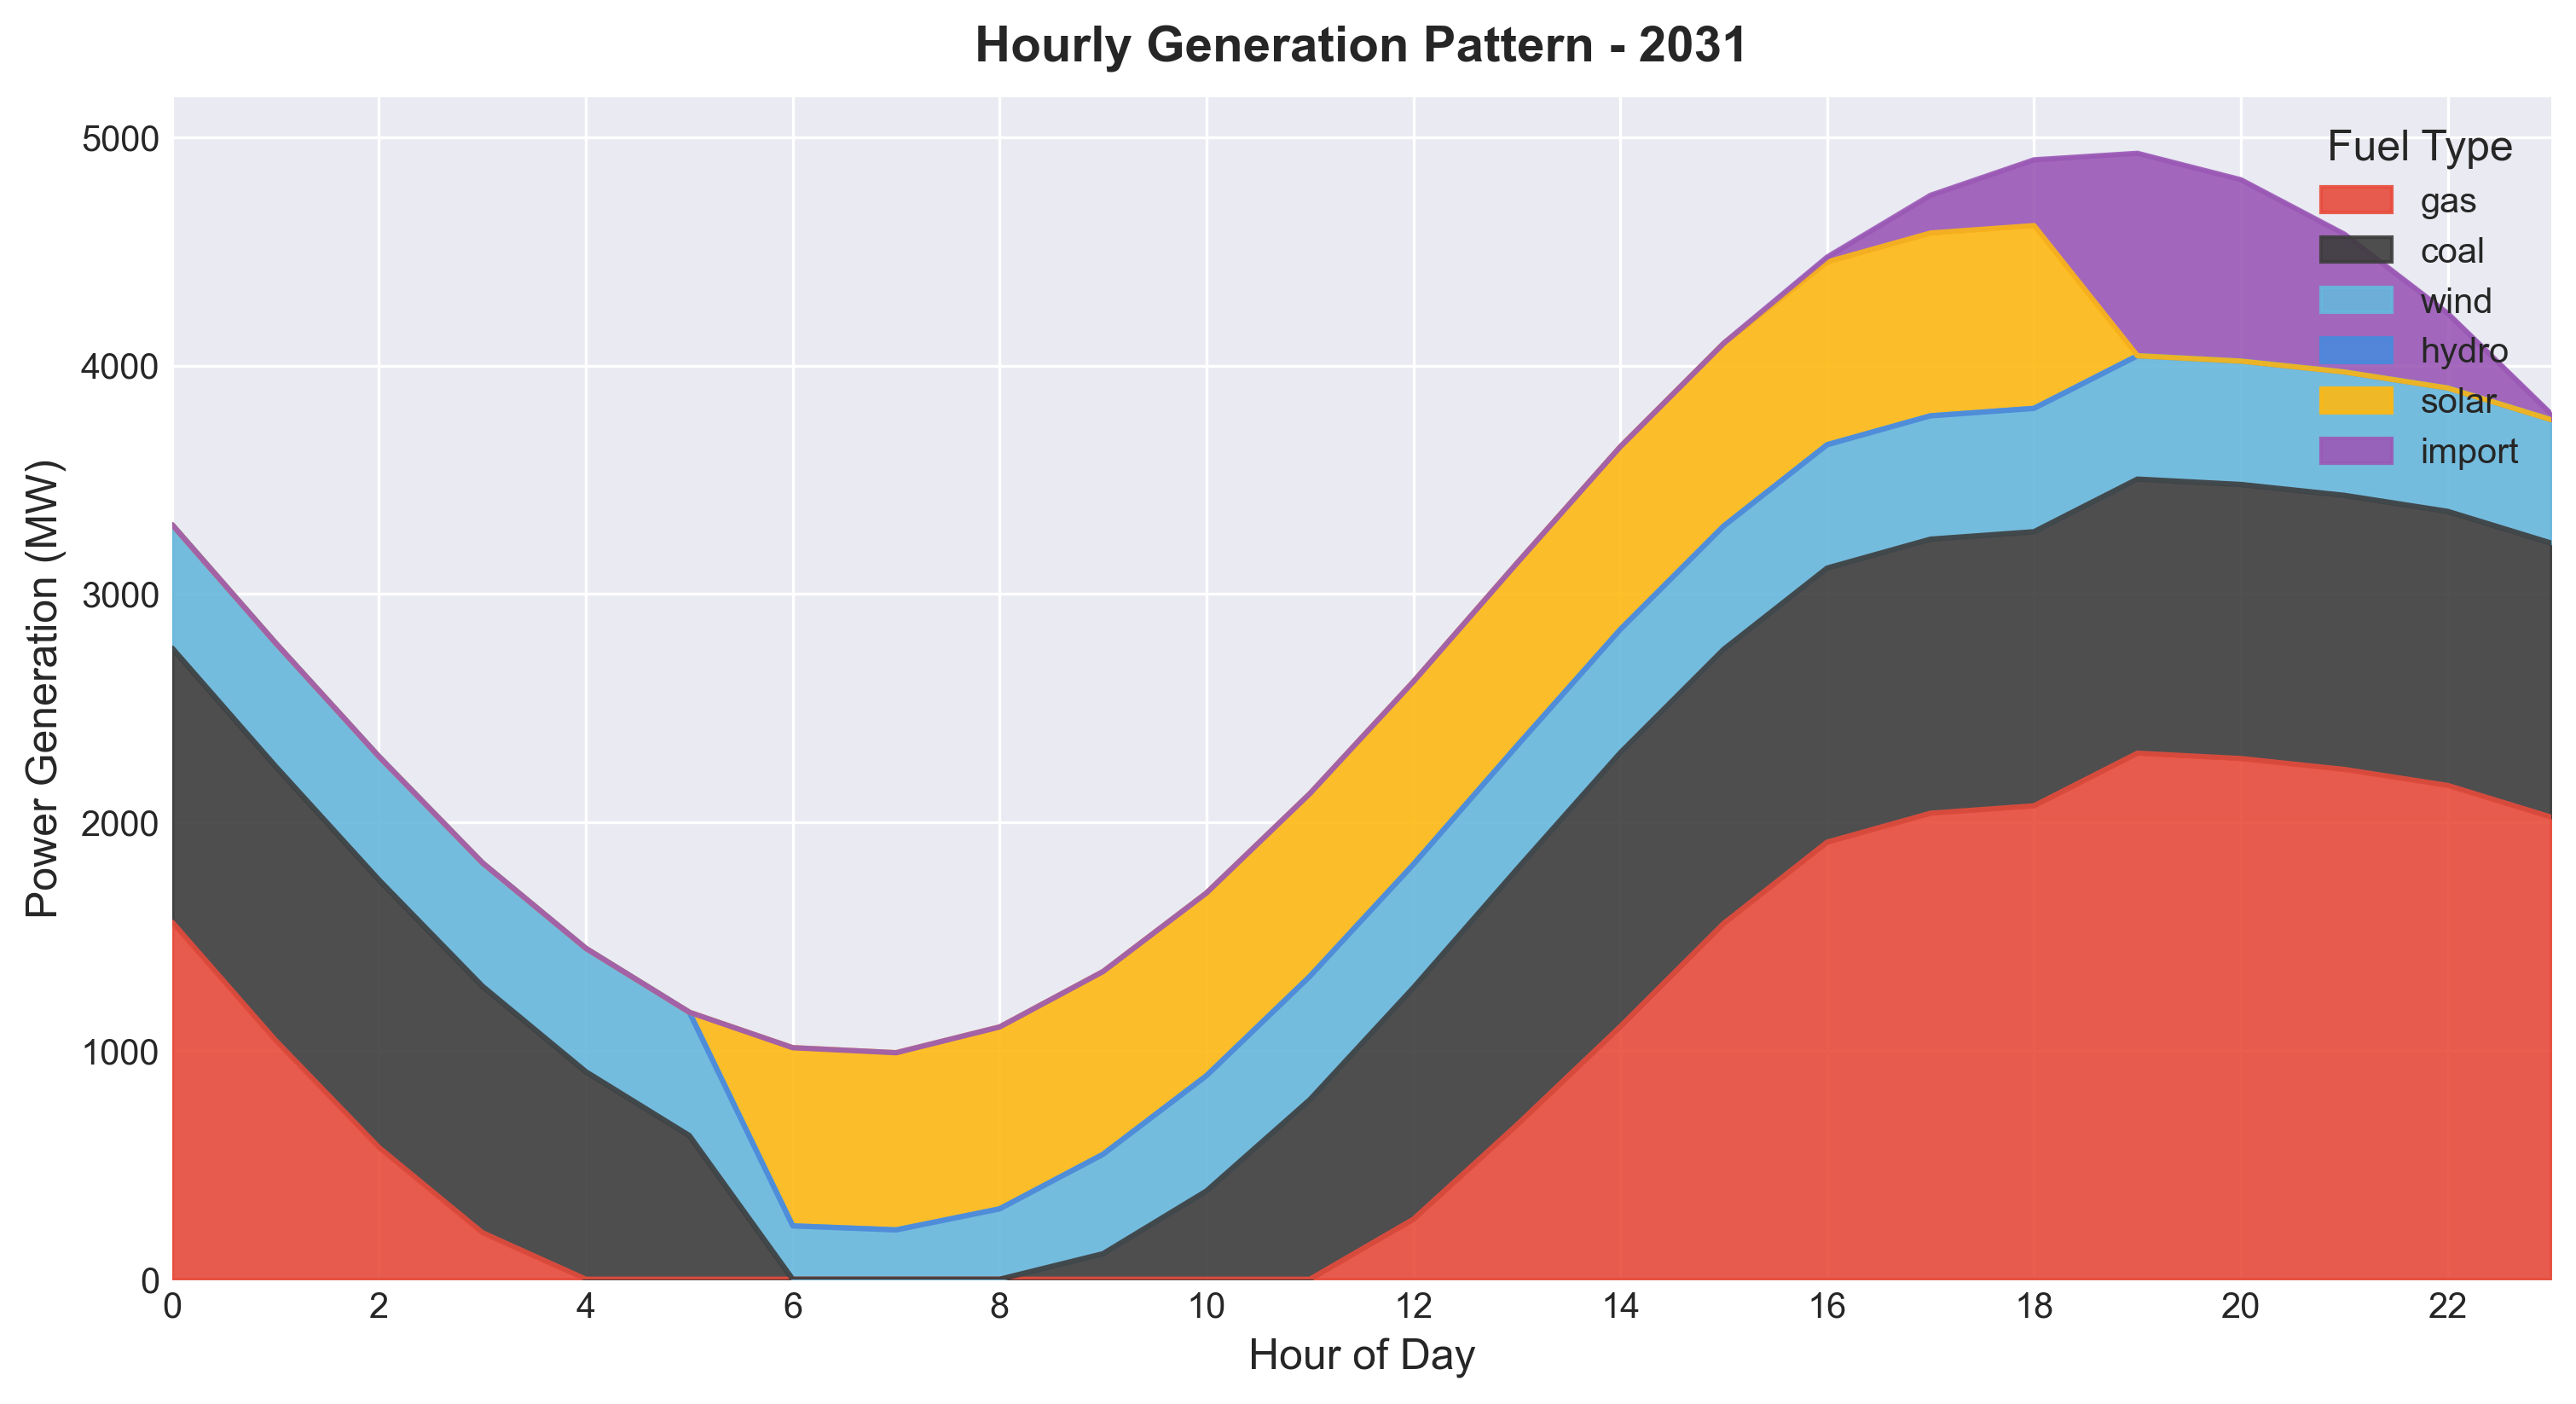 Hourly Generation Pattern - 2031
Power Generation (MW)
5000
4000
3000
2000
1000
0
0 2 4 6 8 10 12 14 16 18 20 22
Hour of Day
Fuel Type
gas
coal
wind
hydro
solar
import